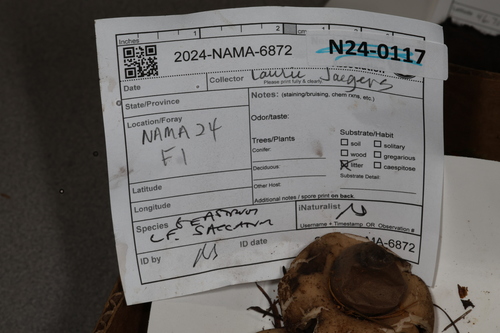 Inches 1 2 cm
2024-NAMA-6872 N24-0117
Date Collector Laurie Jaegers
Please print fully & clearly
State/Province
Notes: (staining/bruising, chem rxns, etc.)
Location/Foray
NAMA 24
F1
Odor/taste:
Trees/Plants
Conifer:
Deciduous:
Other Host:
Substrate/Habit
soil solitary
wood gregarious
litter caespitose
Substrate Detail:
Latitude
Longitude
Additional notes / spore print on back
Species GEASTRUM
CF. SACCATUM
iNaturalist N
Username + Timestamp OR Observation #
ID by N ID date
MA-6872